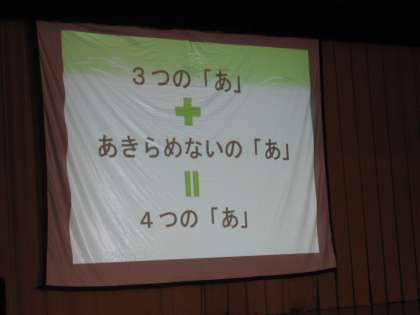 ３つの「あ」
+
あきらめないの「あ」
=
４つの「あ」